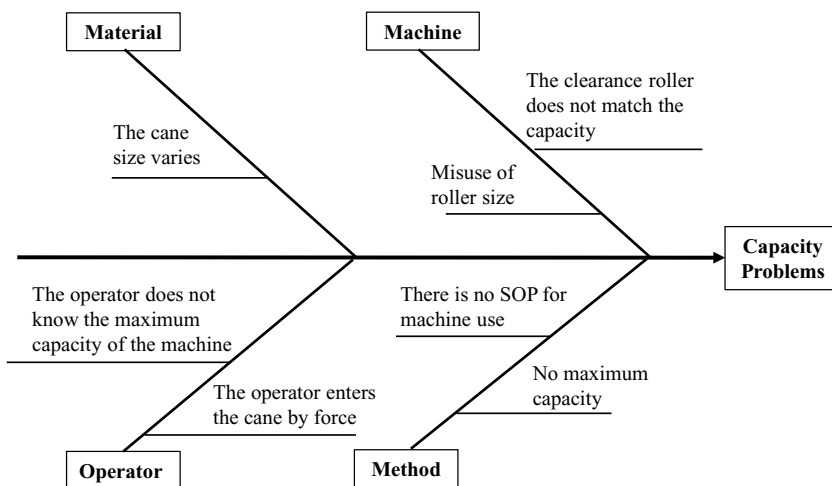 Material
Machine
The clearance roller
does not match the
capacity
The cane
size varies
Misuse of
roller size
Capacity
Problems
The operator does not
know the maximum
capacity of the machine
There is no SOP for
machine use
The operator enters
the cane by force
No maximum
capacity
Operator
Method